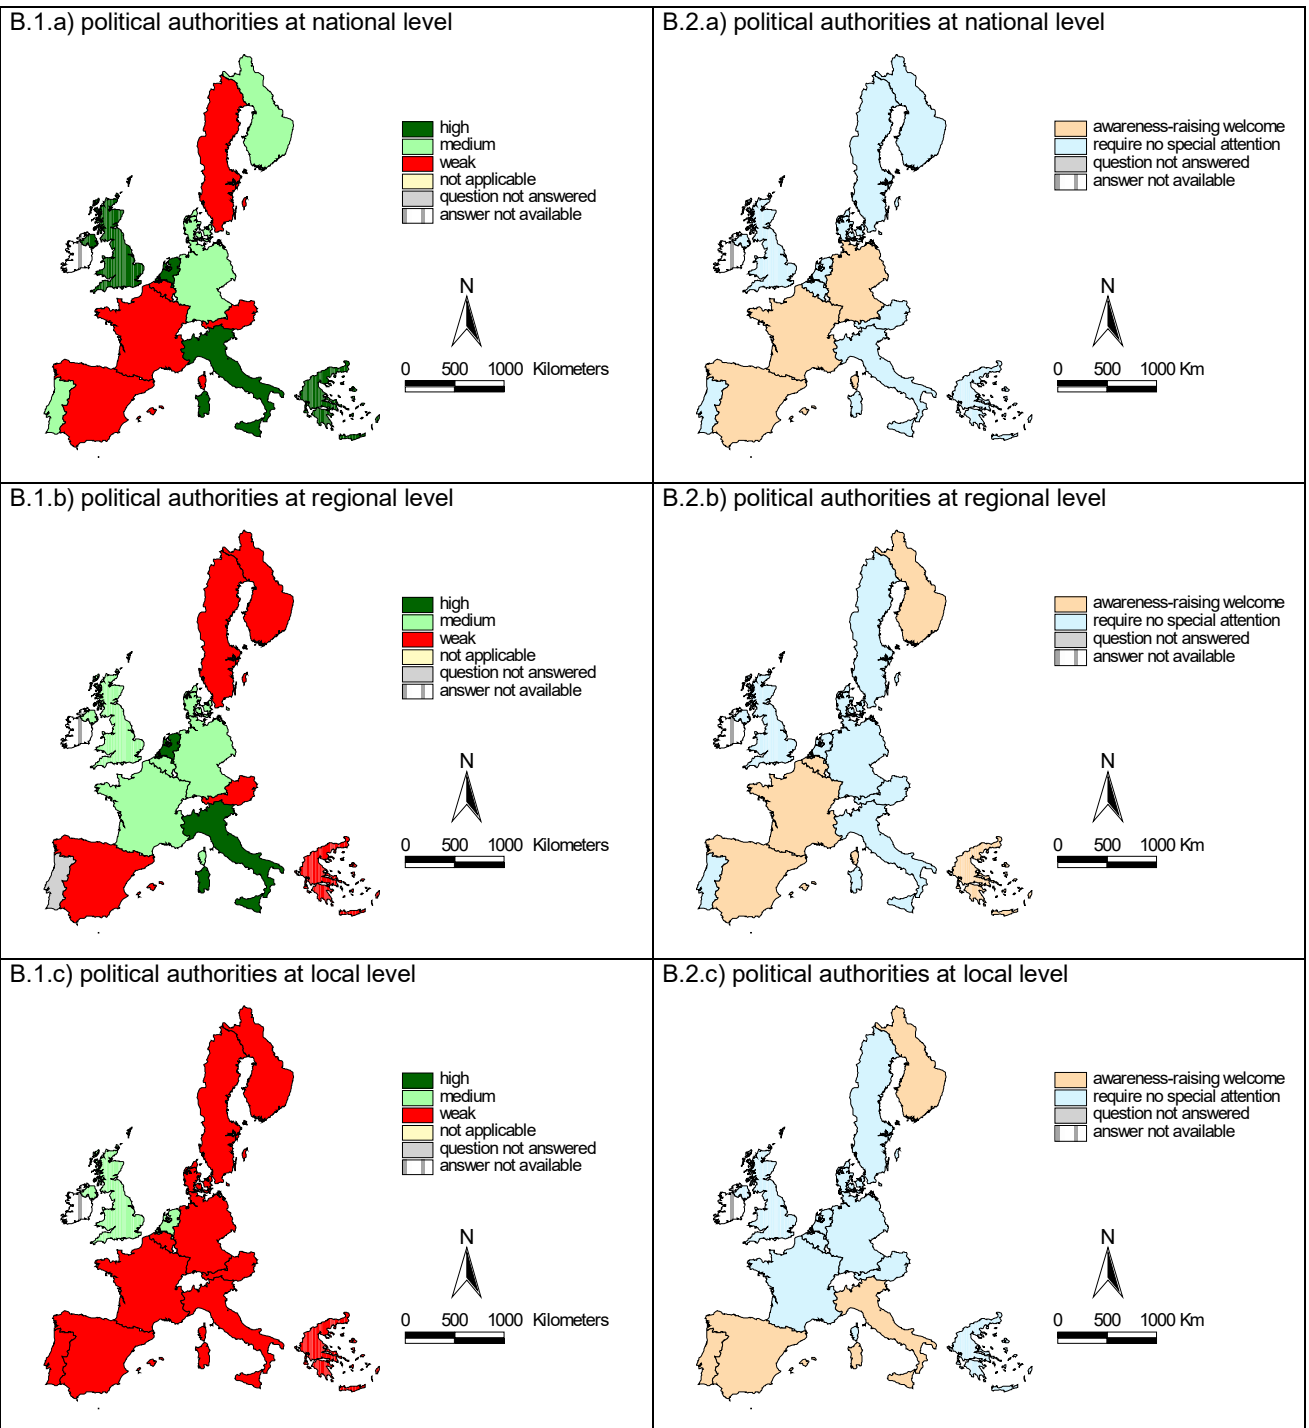 B.1.a) political authorities at national level
high
medium
weak
not applicable
question not answered
answer not available
N
0 500 1000 Kilometers
B.2.a) political authorities at national level
awareness-raising welcome
require no special attention
question not answered
answer not available
N
0 500 1000 Km
B.1.b) political authorities at regional level
high
medium
weak
not applicable
question not answered
answer not available
N
0 500 1000 Kilometers
B.2.b) political authorities at regional level
awareness-raising welcome
require no special attention
question not answered
answer not available
N
0 500 1000 Km
B.1.c) political authorities at local level
high
medium
weak
not applicable
question not answered
answer not available
N
0 500 1000 Kilometers
B.2.c) political authorities at local level
awareness-raising welcome
require no special attention
question not answered
answer not available
N
0 500 1000 Km